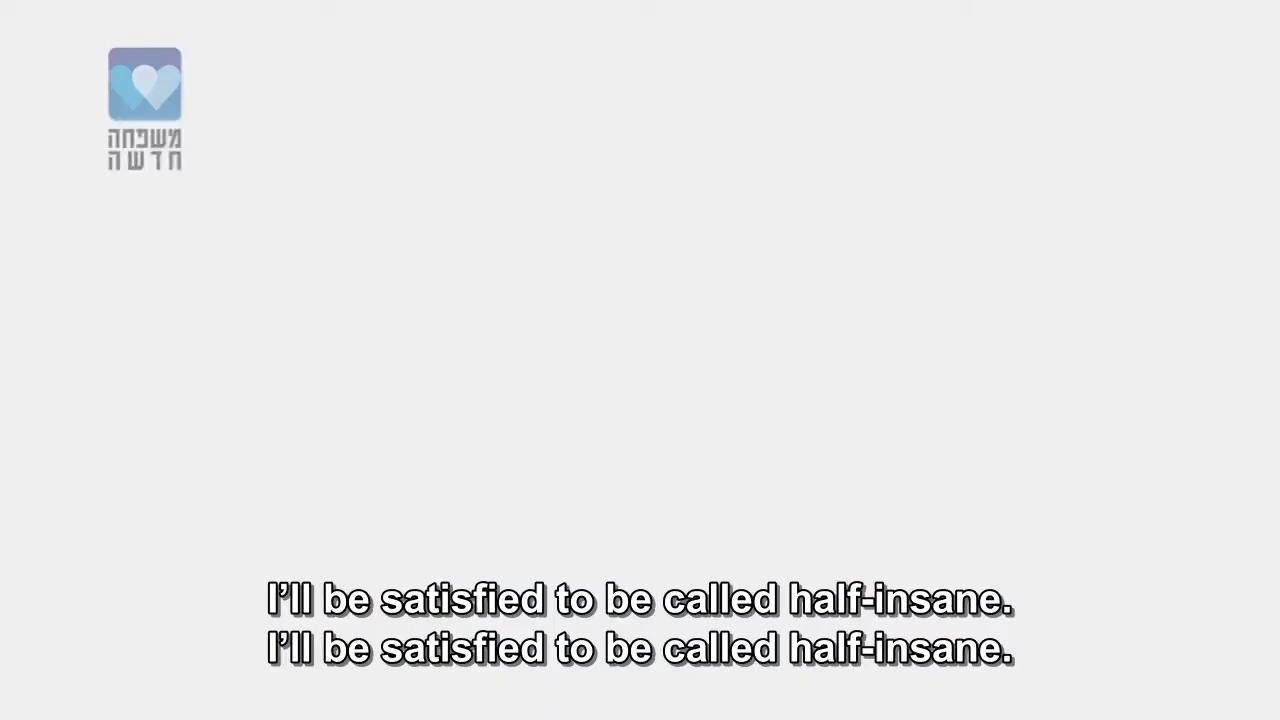 משפחה
חדשה
I’ll be satisfied to be called half-insane.
I’ll be satisfied to be called half-insane.